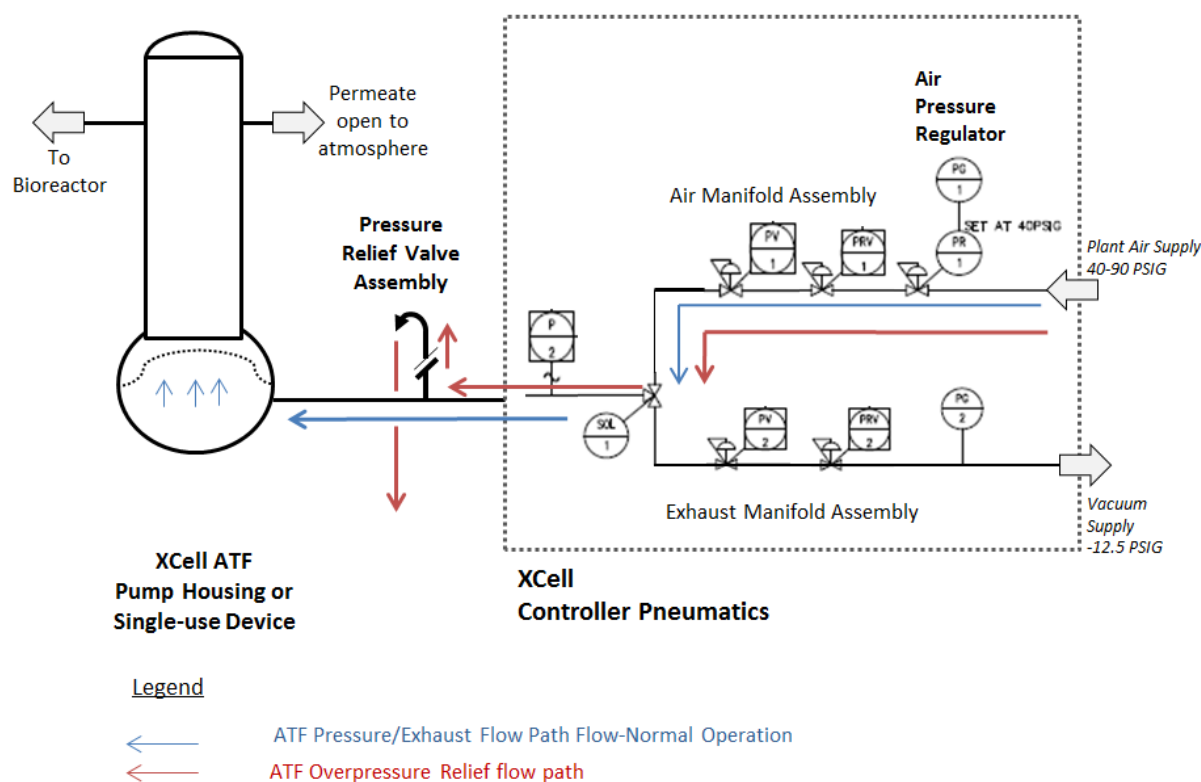 To
Bioreactor
Permeate
open to
atmosphere
Pressure
Relief Valve
Assembly
Air
Pressure
Regulator
Air Manifold Assembly
PG
1
SET AT 40PSIG
PV
1
PRV
1
PR
1
Plant Air Supply
40-90 PSIG
P
2
SOL
1
PV
2
PRV
2
PG
2
Exhaust Manifold Assembly
Vacuum
Supply
-12.5 PSIG
XCell ATF
Pump Housing or
Single-use Device
XCell
Controller Pneumatics
Legend
ATF Pressure/Exhaust Flow Path Flow-Normal Operation
ATF Overpressure Relief flow path